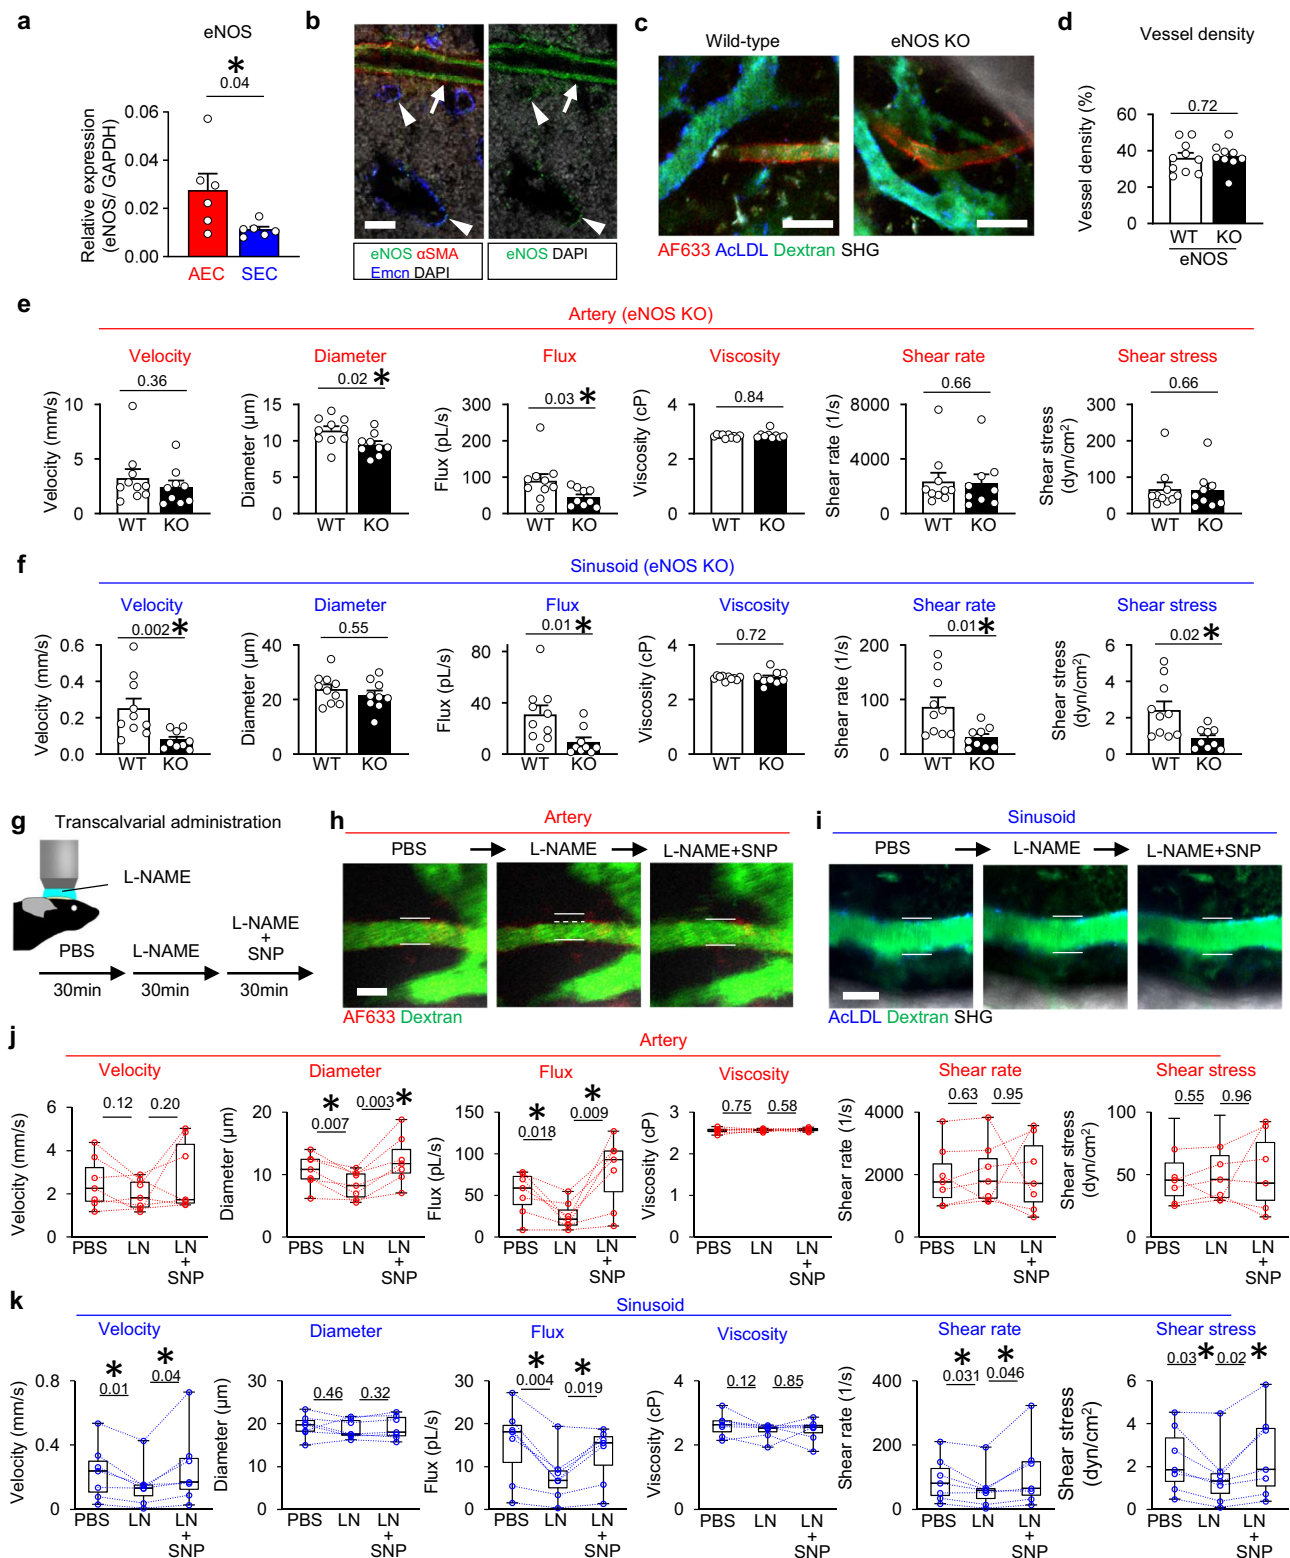 a
eNOS
*
0.04
Relative expression
(eNOS/ GAPDH)
0.06
0.04
0.02
0.00
AEC
SEC
b
eNOS αSMA
Emcn DAPI
eNOS DAPI
c
Wild-type
eNOS KO
AF633 AcLDL Dextran SHG
d
Vessel density
0.72
Vessel density (%)
60
40
20
0
WT KO
eNOS
e
Artery (eNOS KO)
Velocity
0.36
Velocity (mm/s)
10
5
0
WT KO
Diameter
0.02 *
Diameter (µm)
15
10
5
0
WT KO
Flux
0.03 *
Flux (pL/s)
300
200
100
0
WT KO
Viscosity
0.84
Viscosity (cP)
4
2
0
WT KO
Shear rate
0.66
Shear rate (1/s)
8000
4000
0
WT KO
Shear stress
0.66
Shear stress
(dyn/cm²)
300
200
100
0
WT KO
f
Sinusoid (eNOS KO)
Velocity
0.002 *
Velocity (mm/s)
0.6
0.4
0.2
0.0
WT KO
Diameter
0.55
Diameter (µm)
40
20
0
WT KO
Flux
0.01 *
Flux (pL/s)
80
40
0
WT KO
Viscosity
0.72
Viscosity (cP)
4
2
0
WT KO
Shear rate
0.01 *
Shear rate (1/s)
200
100
0
WT KO
Shear stress
0.02 *
Shear stress
(dyn/cm²)
6
4
2
0
WT KO
g
Transcalvarial administration
L-NAME
PBS
L-NAME
L-NAME
+
SNP
30min
30min
30min
h
Artery
PBS
L-NAME
L-NAME+SNP
AF633 Dextran
i
Sinusoid
PBS
L-NAME
L-NAME+SNP
AcLDL Dextran SHG
j
Artery
Velocity
0.12 0.20
Velocity (mm/s)
6
4
2
0
PBS LN LN
+
SNP
Diameter
* 0.003 *
0.007
Diameter (µm)
20
10
0
PBS LN LN
+
SNP
Flux
* *
0.018 0.009
Flux (pL/s)
150
100
50
0
PBS LN LN
+
SNP
Viscosity
0.75 0.58
Viscosity (cP)
3
2
1
0
PBS LN LN
+
SNP
Shear rate
0.63 0.95
Shear rate (1/s)
4000
2000
0
PBS LN LN
+
SNP
Shear stress
0.55 0.96
Shear stress
(dyn/cm²)
100
50
0
PBS LN LN
+
SNP
k
Sinusoid
Velocity
* *
0.01 0.04
Velocity (mm/s)
0.8
0.4
0
PBS LN LN
+
SNP
Diameter
0.46 0.32
Diameter (µm)
30
20
10
0
PBS LN LN
+
SNP
Flux
* *
0.004 0.019
Flux (pL/s)
30
20
10
0
PBS LN LN
+
SNP
Viscosity
0.12 0.85
Viscosity (cP)
4
2
0
PBS LN LN
+
SNP
Shear rate
* *
0.031 0.046
Shear rate (1/s)
400
200
0
PBS LN LN
+
SNP
Shear stress
0.03 * 0.02 *
Shear stress
(dyn/cm²)
6
4
2
0
PBS LN LN
+
SNP